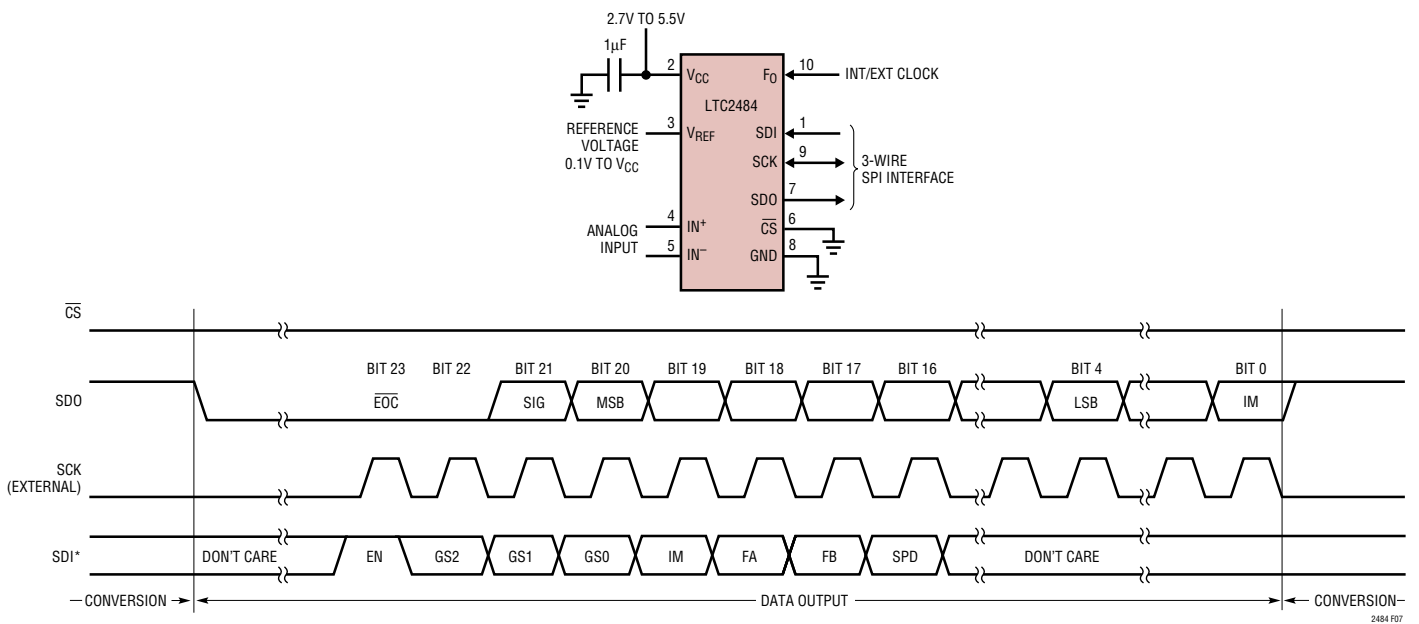 2.7V TO 5.5V
1µF
2
VCC
LTC2484
FO
10
INT/EXT CLOCK
REFERENCE
VOLTAGE
0.1V TO VCC
3
VREF
SDI
1
SCK
9
3-WIRE
SPI INTERFACE
SDO
7
ANALOG
INPUT
4
IN+
5
IN–
CS
6
GND
8
CS
SDO
BIT 23 BIT 22 BIT 21 BIT 20 BIT 19 BIT 18 BIT 17 BIT 16 BIT 4 BIT 0
EOC SIG MSB LSB IM
SCK
(EXTERNAL)
SDI*
DON'T CARE EN GS2 GS1 GS0 IM FA FB SPD DON'T CARE
CONVERSION DATA OUTPUT CONVERSION
2484 F07